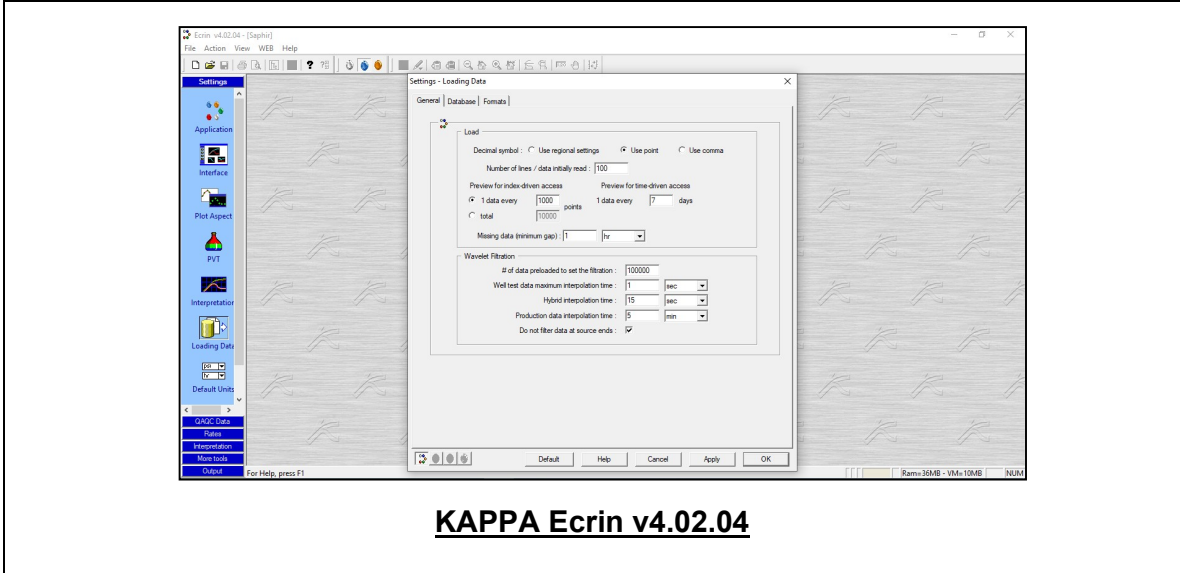 Ecrin v4.02.04 - [Saphir]
File Action View WEB Help
Settings
Application
Interface
Plot Aspect
PVT
Interpretation
Loading Data
psi
hr
Default Units
QAQC Data
Rates
Interpretation
More tools
Output
Settings - Loading Data
General Database Formats
Load
Decimal symbol : Use regional settings Use point Use comma
Number of lines / data initially read : 100
Preview for index-driven access Preview for time-driven access
1 data every 1000 points 1 data every 7 days
total 10000
Missing data (minimum gap) : 1 hr
Wavelet Filtration
# of data preloaded to set the filtration : 100000
Well test data maximum interpolation time : 1 sec
Hybrid interpolation time : 15 sec
Production data interpolation time : 5 min
Do not filter data at source ends :
Default Help Cancel Apply OK
For Help, press F1
Ram=36MB - VM=10MB NUM
KAPPA Ecrin v4.02.04